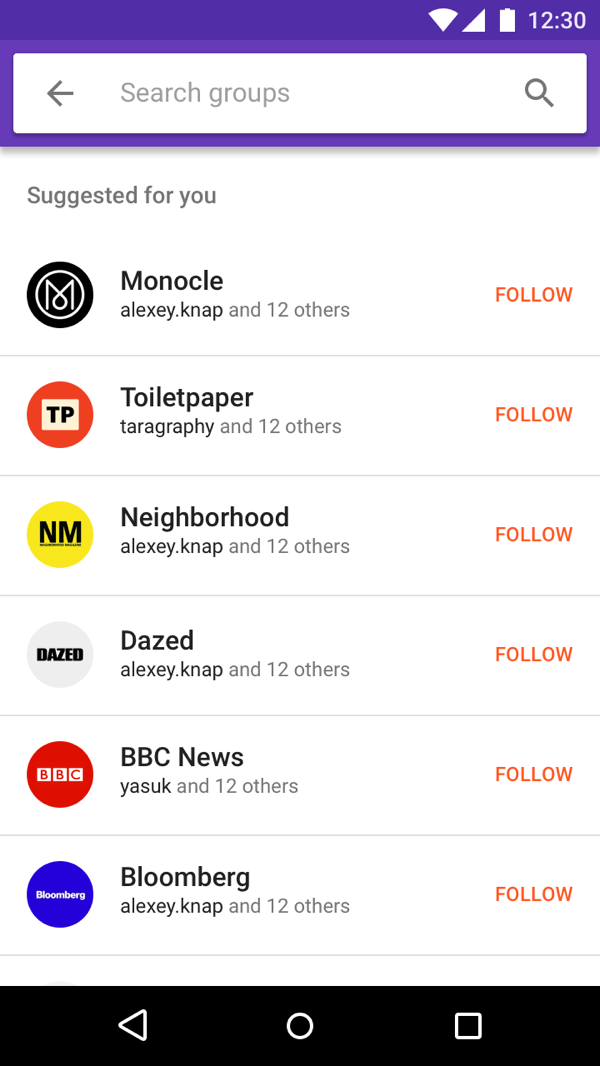 12:30
Search groups
Suggested for you
Monocle
alexey.knap and 12 others
FOLLOW
TP
Toiletpaper
taragraphy and 12 others
FOLLOW
NM
Neighborhood
alexey.knap and 12 others
FOLLOW
DAZED
Dazed
alexey.knap and 12 others
FOLLOW
BBC
BBC News
yasuk and 12 others
FOLLOW
Bloomberg
Bloomberg
alexey.knap and 12 others
FOLLOW